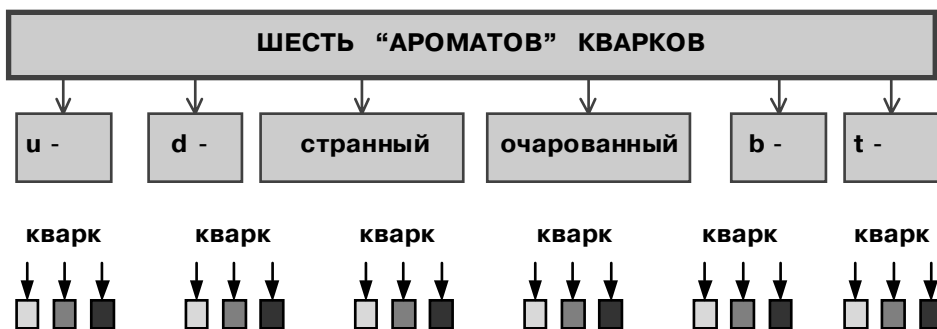 ШЕСТЬ “АРОМАТОВ” КВАРКОВ
u - d - странный очарованный b - t -
кварк кварк кварк кварк кварк кварк